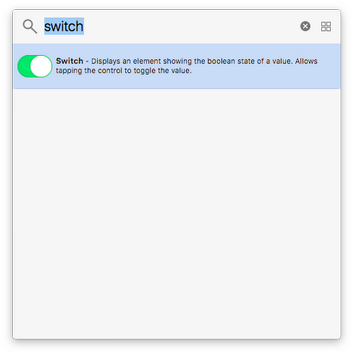 switch
Switch - Displays an element showing the boolean state of a value. Allows
tapping the control to toggle the value.